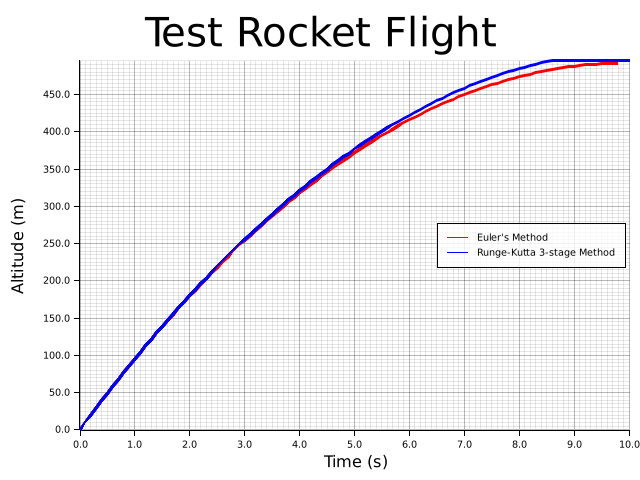 Test Rocket Flight
Altitude (m)
450.0
400.0
350.0
300.0
250.0
200.0
150.0
100.0
50.0
0.0
Euler's Method
Runge-Kutta 3-stage Method
0.0 1.0 2.0 3.0 4.0 5.0 6.0 7.0 8.0 9.0 10.0
Time (s)